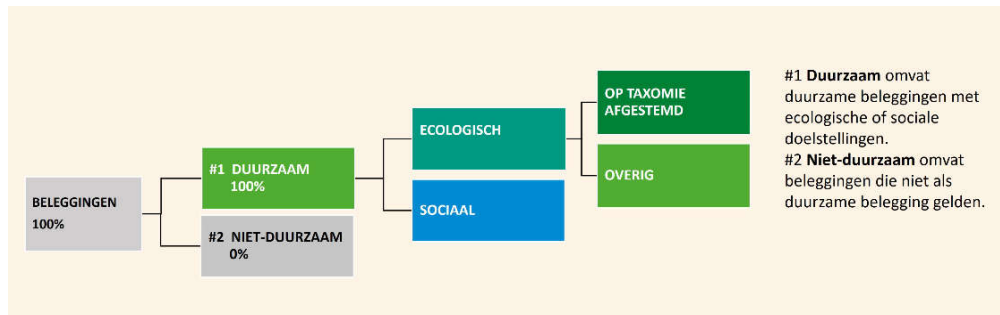 BELEGGINGEN
100%
#1 DUURZAAM
100%
#2 NIET-DUURZAAM
0%
ECOLOGISCH
SOCIAAL
OP TAXOMIE
AFGESTEMD
OVERIG
#1 Duurzaam omvat
duurzame beleggingen met
ecologische of sociale
doelstellingen.
#2 Niet-duurzaam omvat
beleggingen die niet als
duurzame belegging gelden.